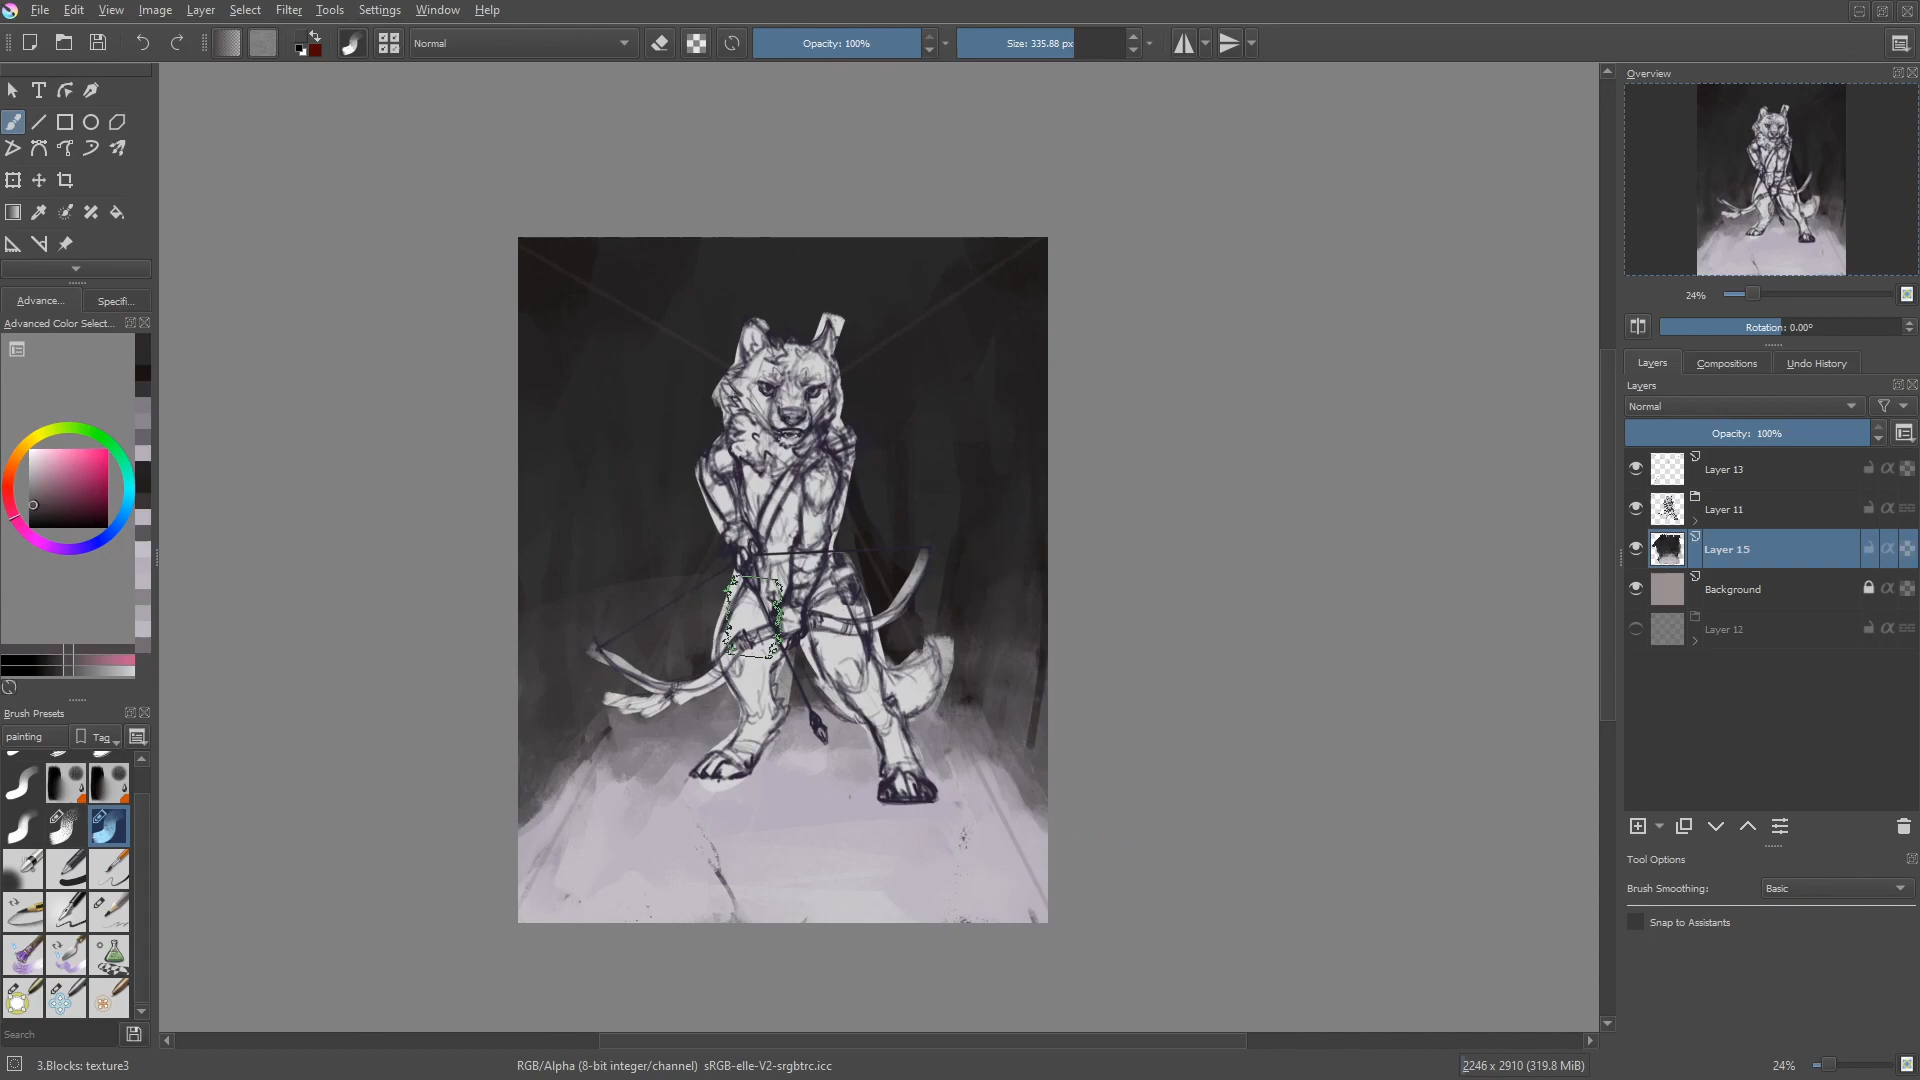 File Edit View Image Layer Select Filter Tools Settings Window Help
Normal
Opacity: 100%
Size: 335.88 px
Overview
24%
Rotation: 0.00°
Layers Compositions Undo History
Layers
Normal
Opacity: 100%
Layer 13
Layer 11
Layer 15
Background
Layer 12
Tool Options
Brush Smoothing: Basic
Snap to Assistants
Advance... Specifi...
Advanced Color Select...
Brush Presets
painting Tag
Search
3.Blocks: texture3
RGB/Alpha (8-bit integer/channel) sRGB-elle-V2-srgbtrc.icc
2246 x 2910 (319.8 MiB)
24%